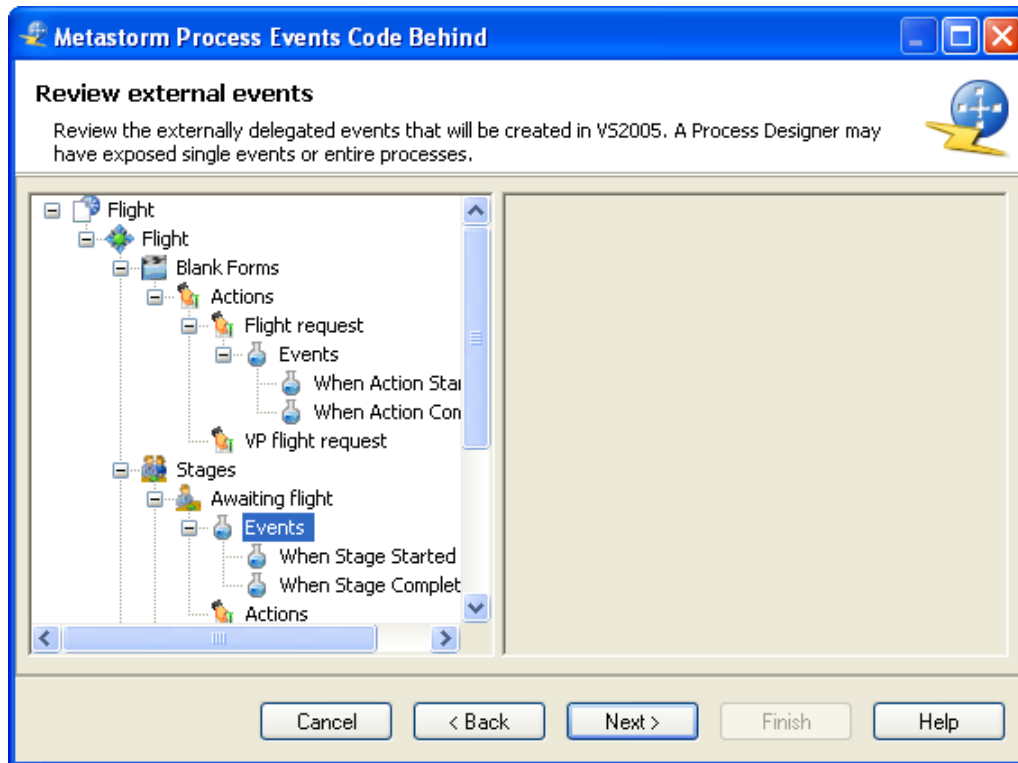 Metastorm Process Events Code Behind
Review external events
Review the externally delegated events that will be created in VS2005. A Process Designer may
have exposed single events or entire processes.
Flight
Flight
Blank Forms
Actions
Flight request
Events
When Action Star
When Action Con
VP flight request
Stages
Awaiting flight
Events
When Stage Started
When Stage Complet
Actions
Cancel
< Back
Next >
Finish
Help